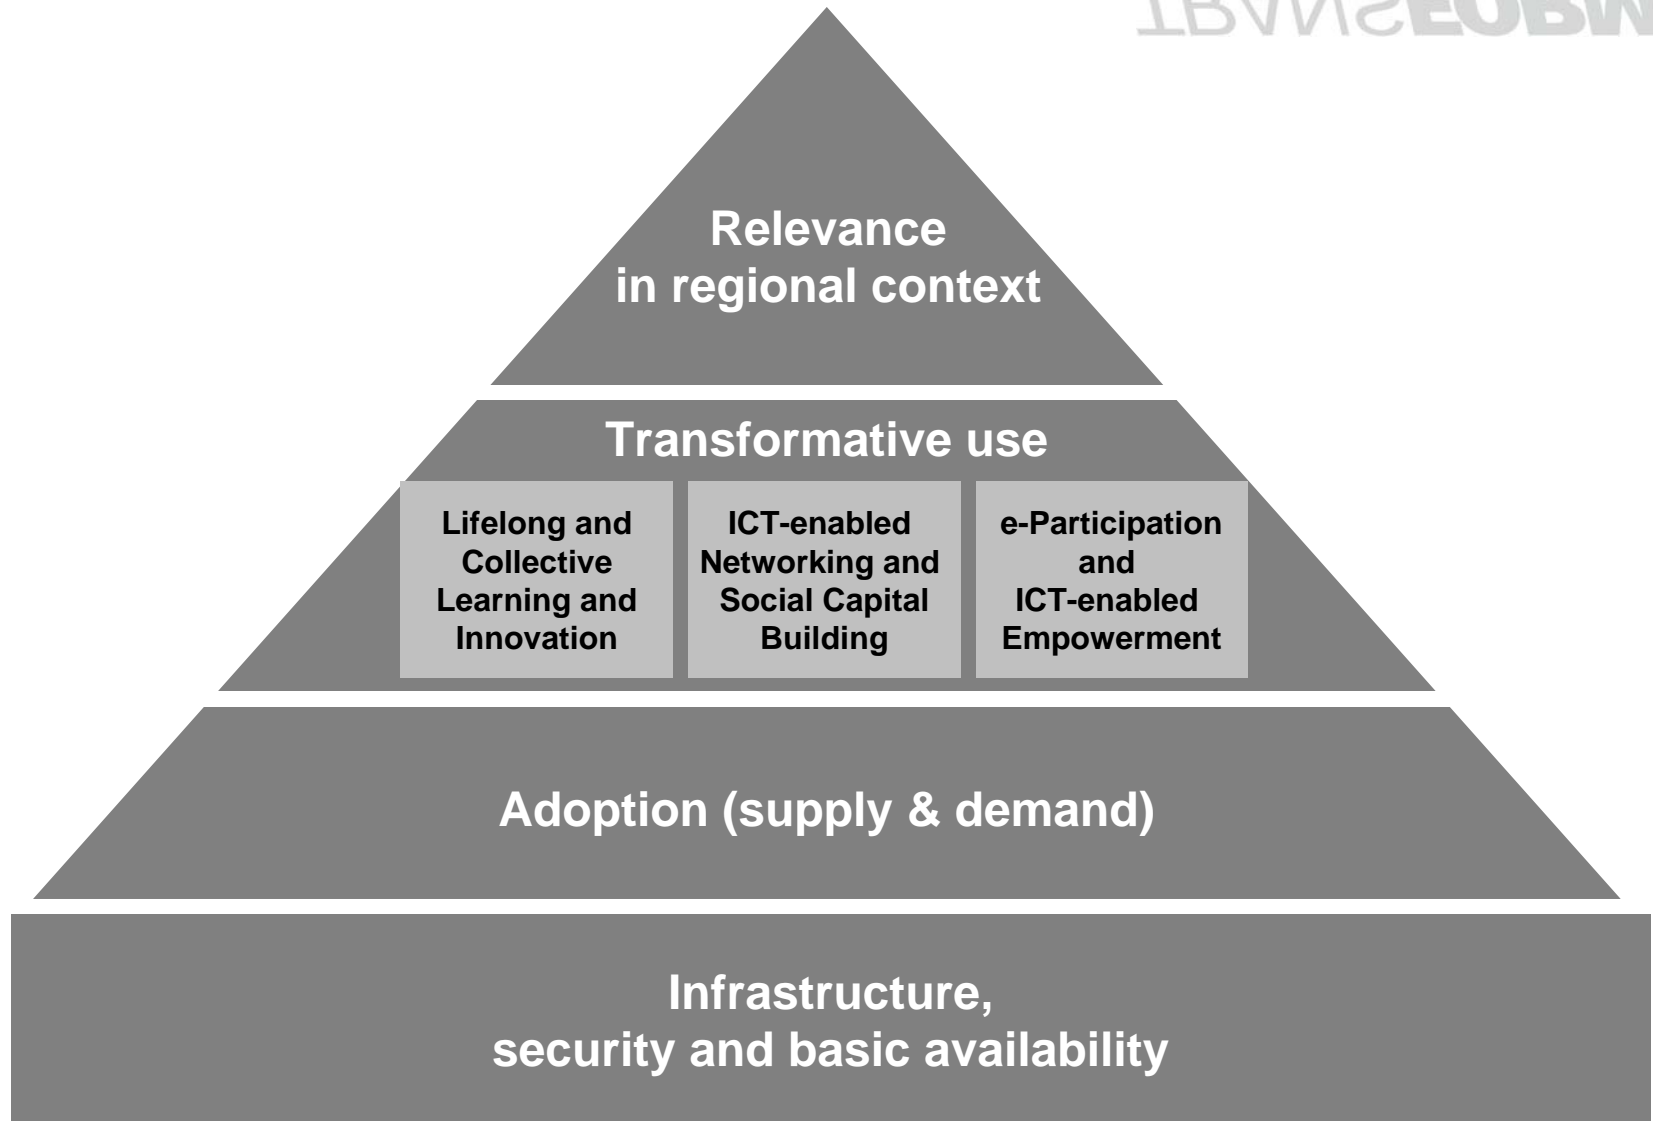 TRANSFORM
Relevance
in regional context
Transformative use
Lifelong and
Collective
Learning and
Innovation
ICT-enabled
Networking and
Social Capital
Building
e-Participation
and
ICT-enabled
Empowerment
Adoption (supply & demand)
Infrastructure,
security and basic availability